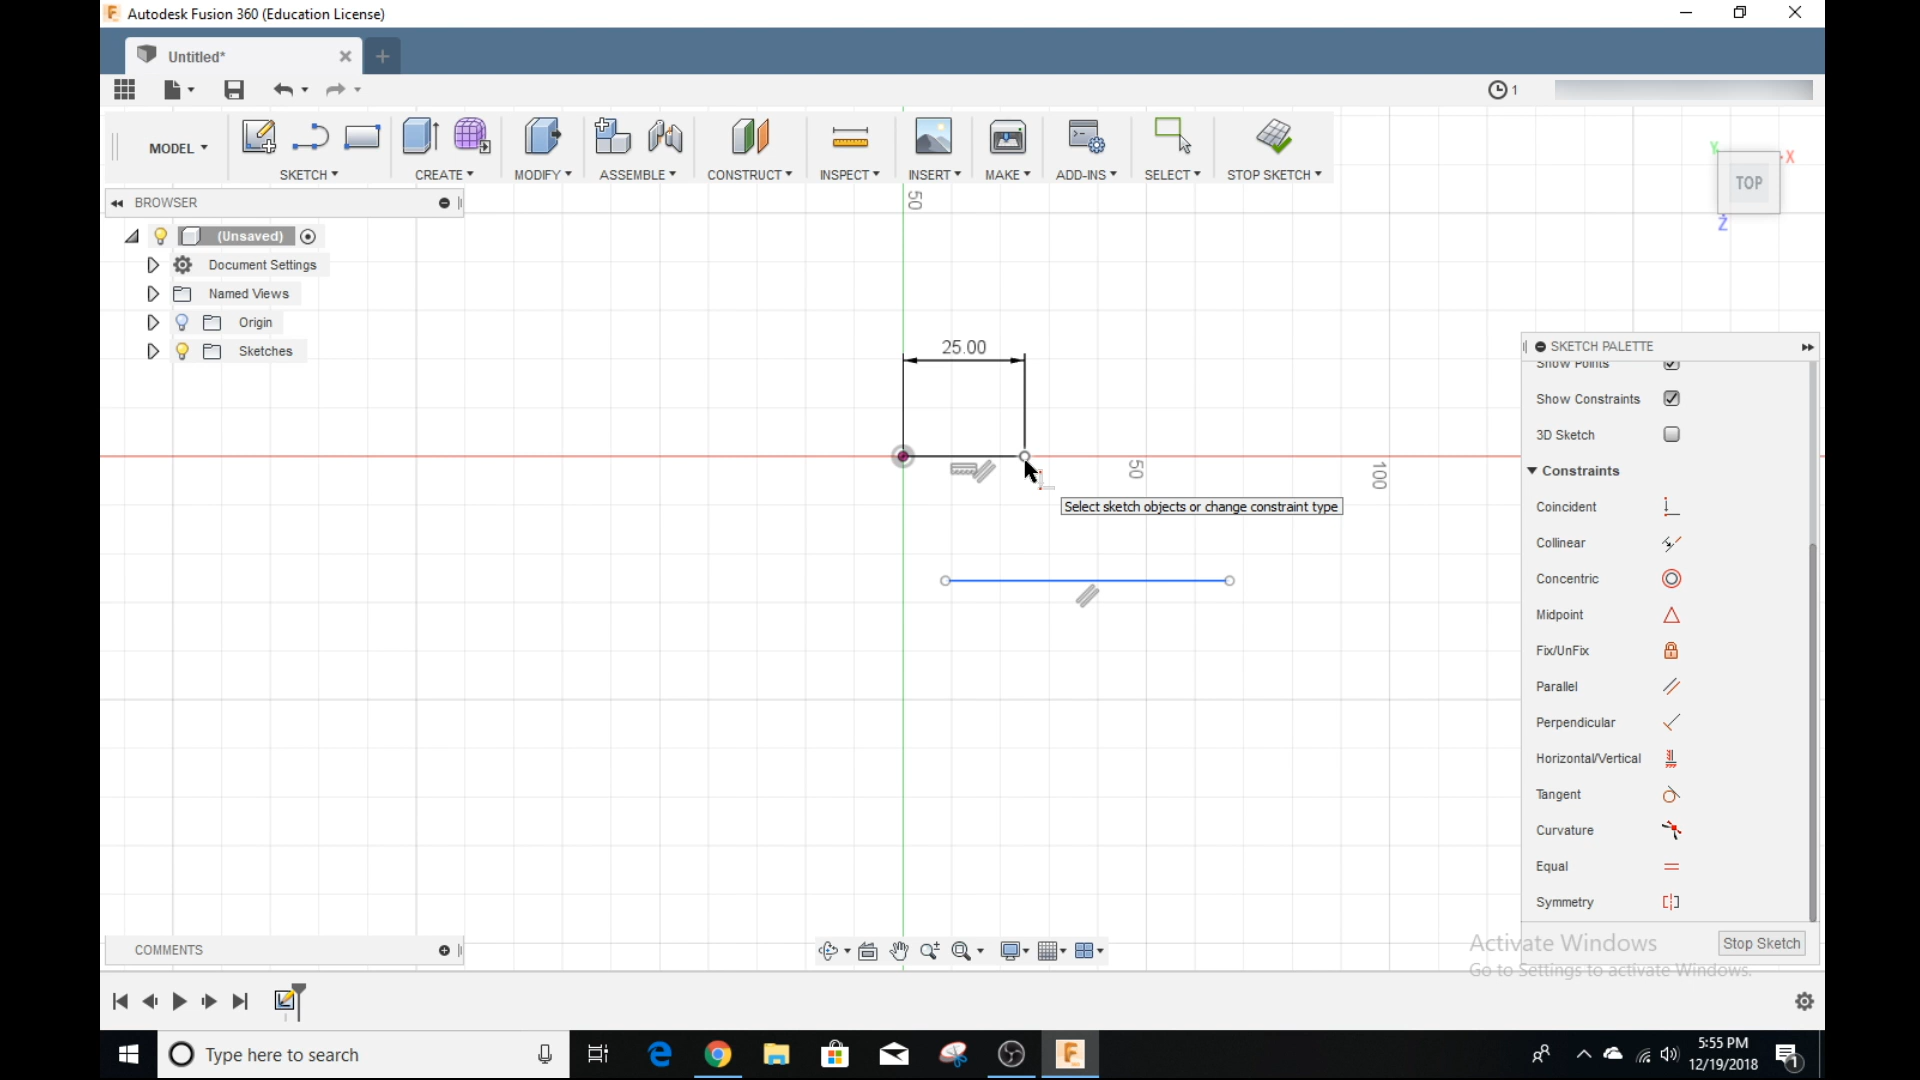 Autodesk Fusion 360 (Education License)
Untitled*
1
MODEL
SKETCH
CREATE
MODIFY
ASSEMBLE
CONSTRUCT
INSPECT
INSERT
MAKE
ADD-INS
SELECT
STOP SKETCH
Y
X
TOP
Z
BROWSER
50
(Unsaved)
Document Settings
Named Views
Origin
Sketches
25.00
50
100
Select sketch objects or change constraint type
SKETCH PALETTE
Show Points
Show Constraints
3D Sketch
Constraints
Coincident
Collinear
Concentric
Midpoint
Fix/UnFix
Parallel
Perpendicular
Horizontal/Vertical
Tangent
Curvature
Equal
Symmetry
Activate Windows
Go to Settings to activate Windows.
Stop Sketch
COMMENTS
Type here to search
5:55 PM
12/19/2018
1